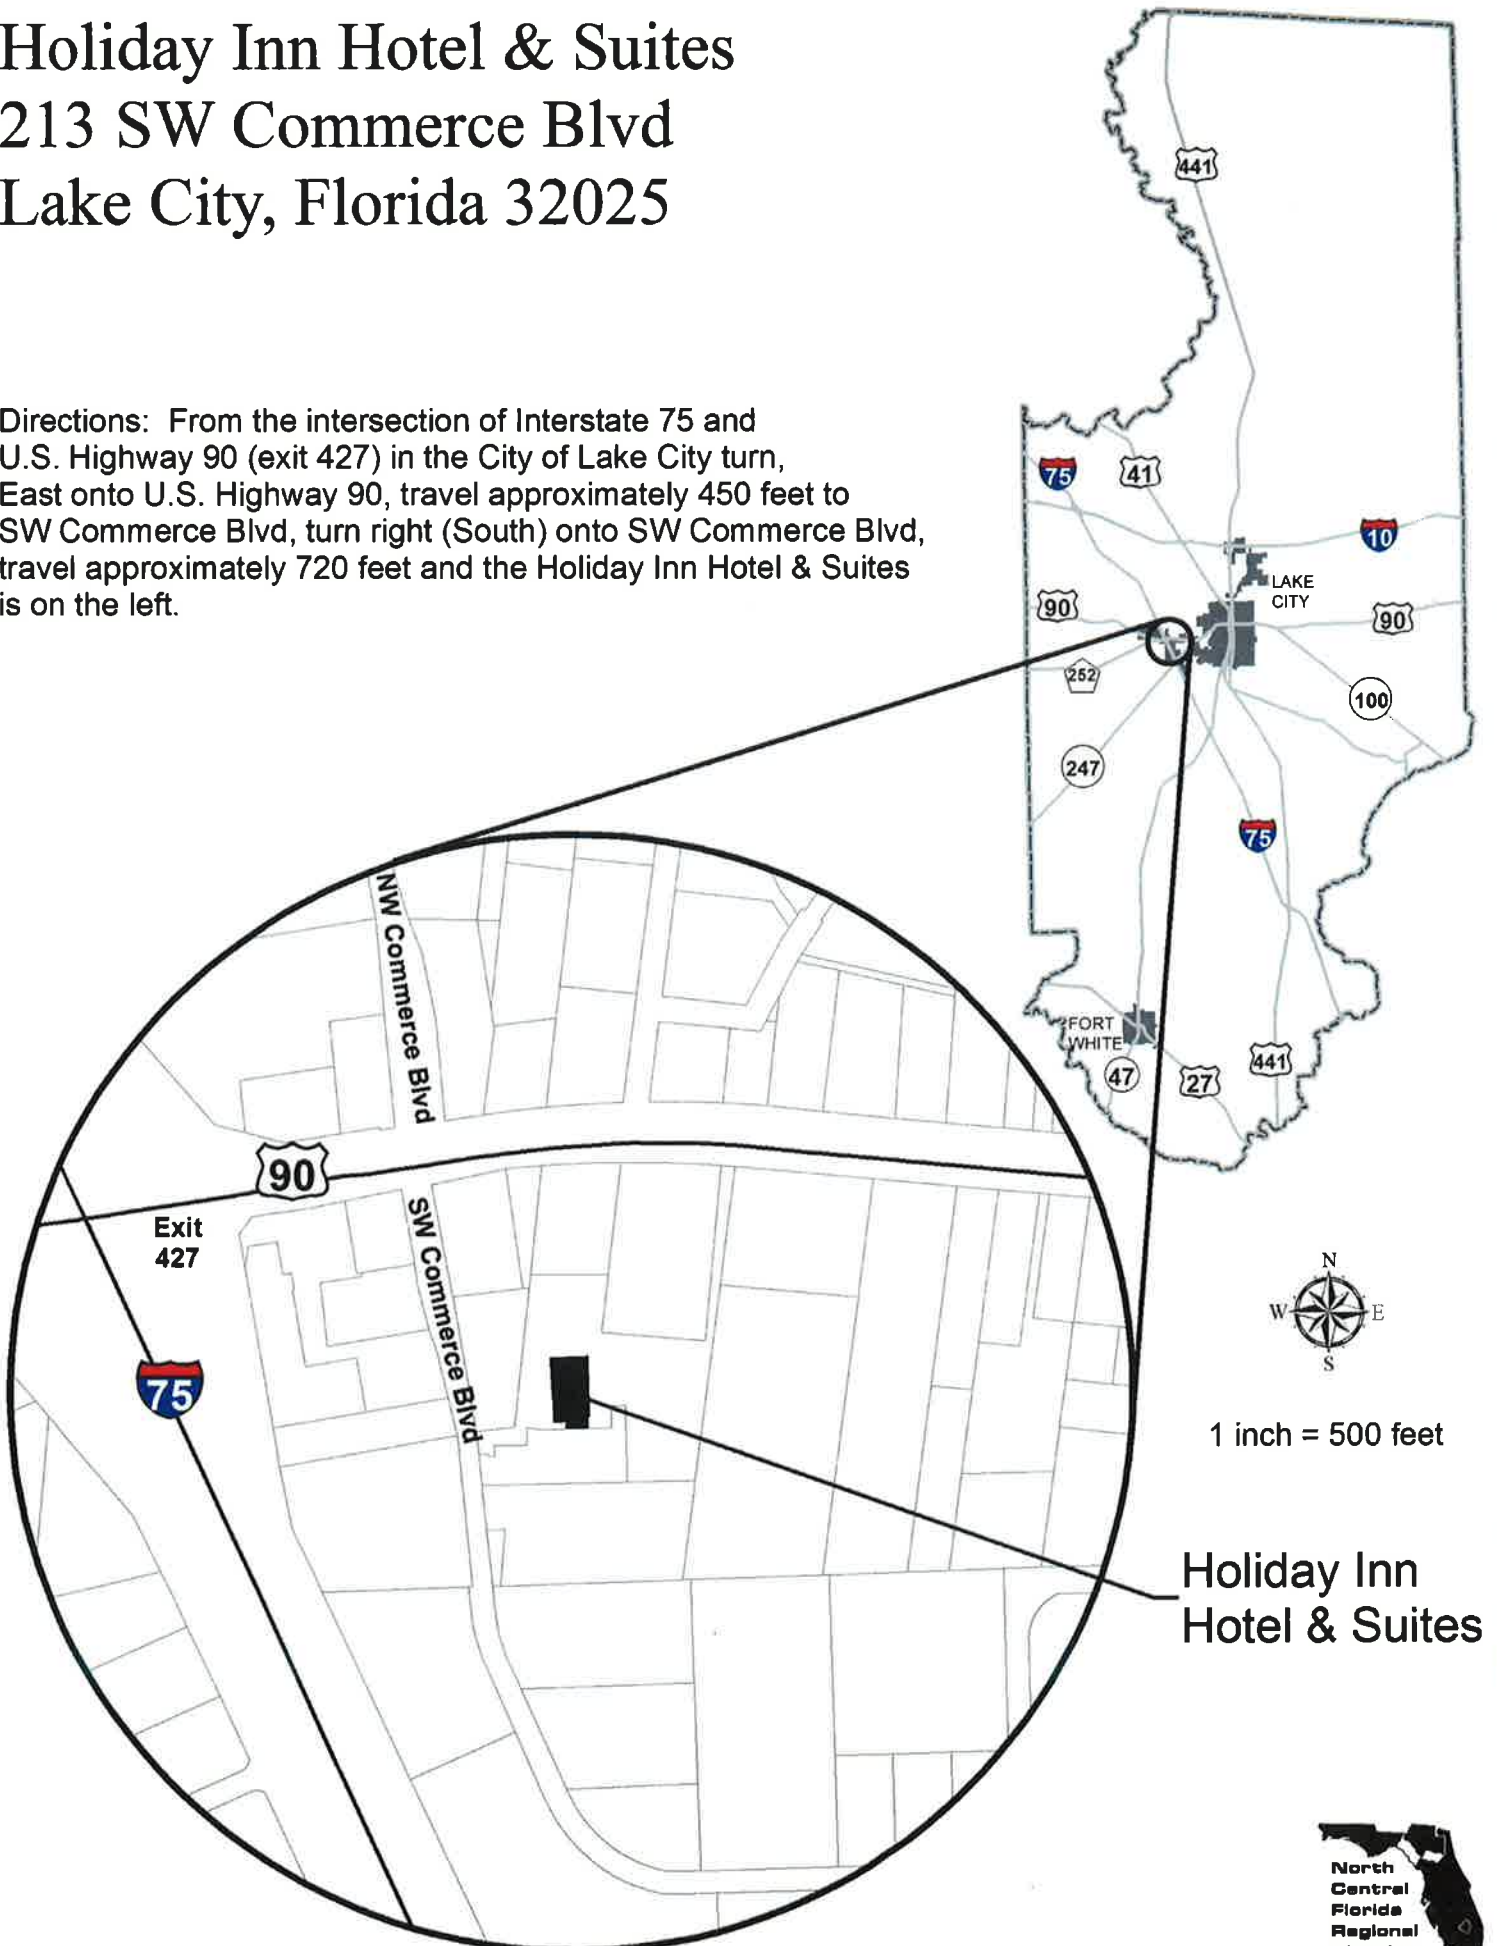 Holiday Inn Hotel & Suites
213 SW Commerce Blvd
Lake City, Florida 32025
Directions: From the intersection of Interstate 75 and
U.S. Highway 90 (exit 427) in the City of Lake City turn,
East onto U.S. Highway 90, travel approximately 450 feet to
SW Commerce Blvd, turn right (South) onto SW Commerce Blvd,
travel approximately 720 feet and the Holiday Inn Hotel & Suites
is on the left.
441
75
41
10
LAKE
CITY
90
90
252
100
247
75
FORT
WHITE
47
27
441
NW Commerce Blvd
90
Exit
427
SW Commerce Blvd
75
N
W
E
S
1 inch = 500 feet
Holiday Inn
Hotel & Suites
North
Central
Florida
Regional